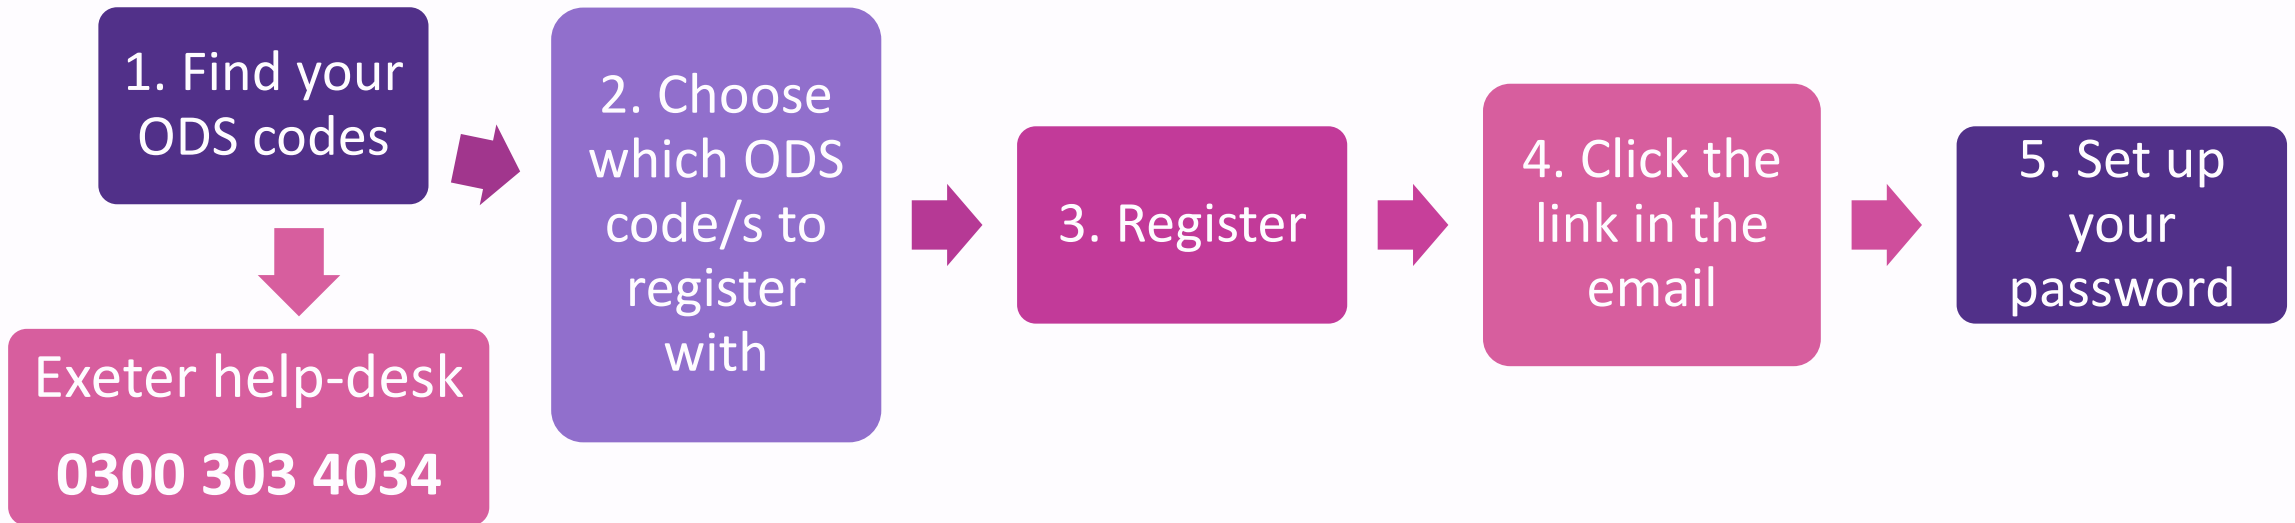 1. Find your
ODS codes
Exeter help-desk
0300 303 4034
2. Choose
which ODS
code/s to
register
with
3. Register
4. Click the
link in the
email
5. Set up
your
password